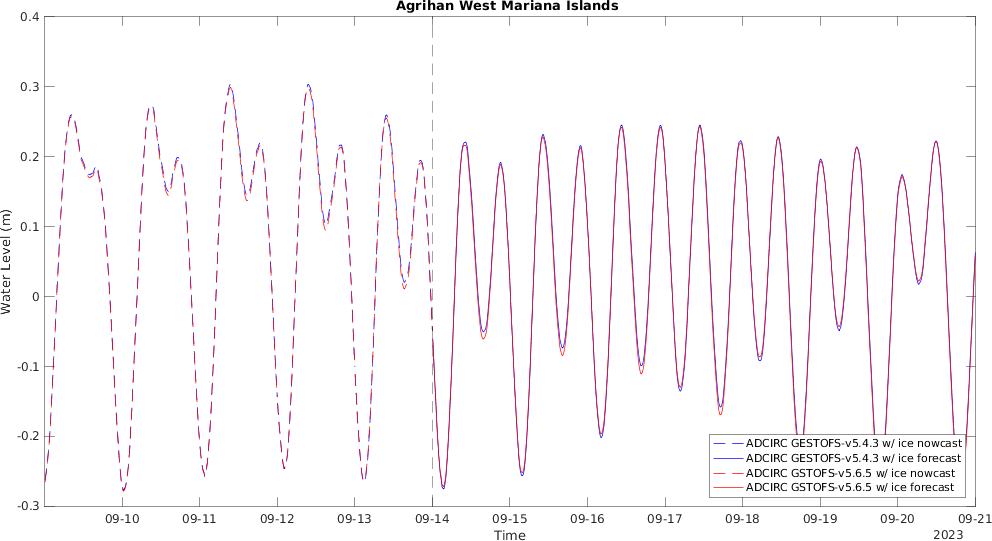 Agrihan West Mariana Islands
0.4
0.3
0.2
0.1
0
-0.1
-0.2
-0.3
Water Level (m)
ADCIRC GESTOFS-v5.4.3 w/ ice nowcast
ADCIRC GESTOFS-v5.4.3 w/ ice forecast
ADCIRC GSTOFS-v5.6.5 w/ ice nowcast
ADCIRC GSTOFS-v5.6.5 w/ ice forecast
09-10 09-11 09-12 09-13 09-14 09-15 09-16 09-17 09-18 09-19 09-20 09-21
Time
2023